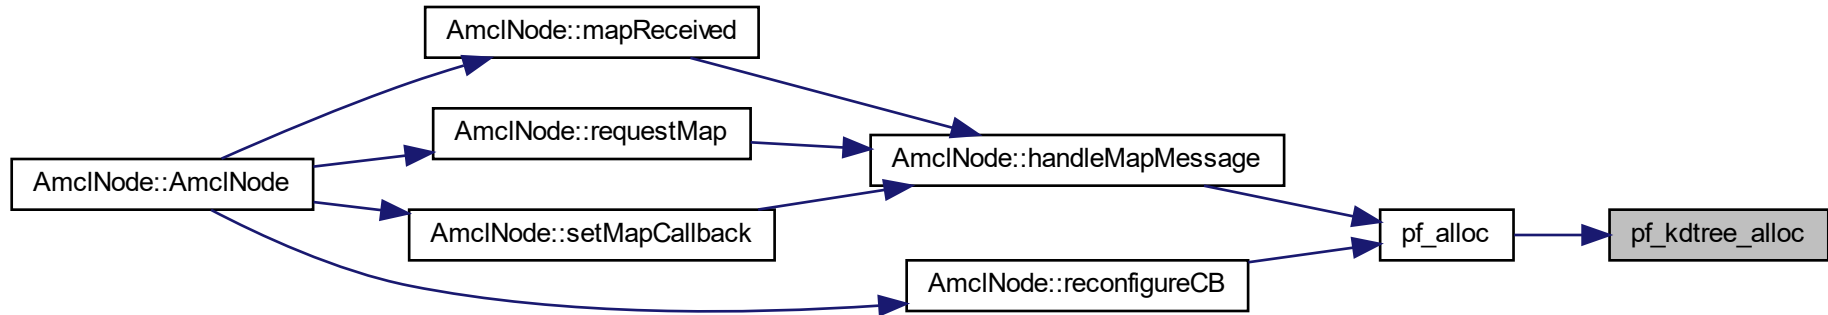 AmclNode::mapReceived
AmclNode::requestMap
AmclNode::handleMapMessage
AmclNode::AmclNode
AmclNode::setMapCallback
pf_alloc
pf_kdtree_alloc
AmclNode::reconfigureCB